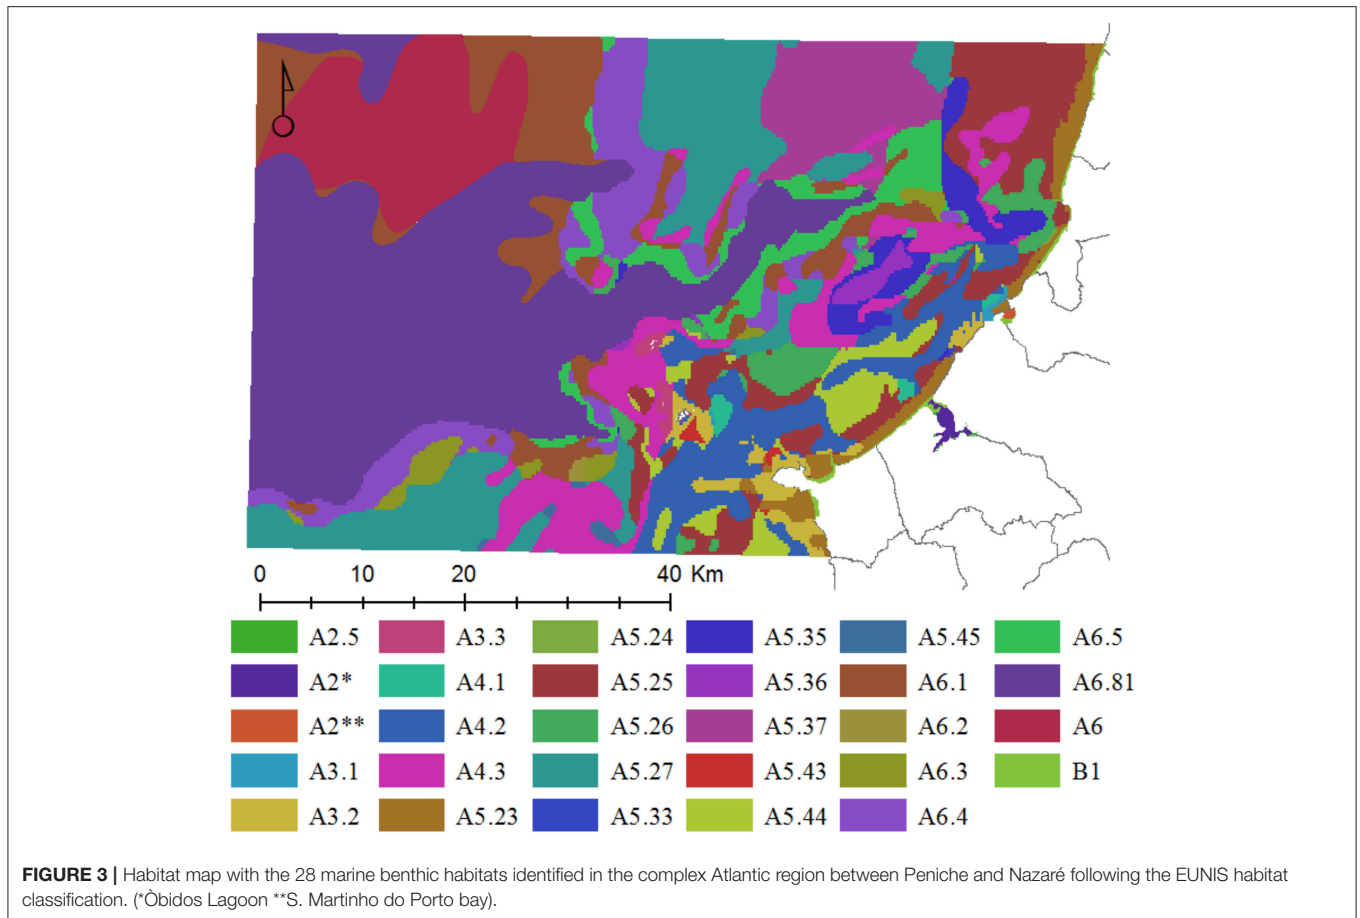 0 10 20 40 Km
A2.5 A3.3 A5.24 A5.35 A5.45 A6.5
A2* A4.1 A5.25 A5.36 A6.1 A6.81
A2** A4.2 A5.26 A5.37 A6.2 A6
A3.1 A4.3 A5.27 A5.43 A6.3 B1
A3.2 A5.23 A5.33 A5.44 A6.4
FIGURE 3 | Habitat map with the 28 marine benthic habitats identified in the complex Atlantic region between Peniche and Nazaré following the EUNIS habitat
classification. (*Òbidos Lagoon **S. Martinho do Porto bay).